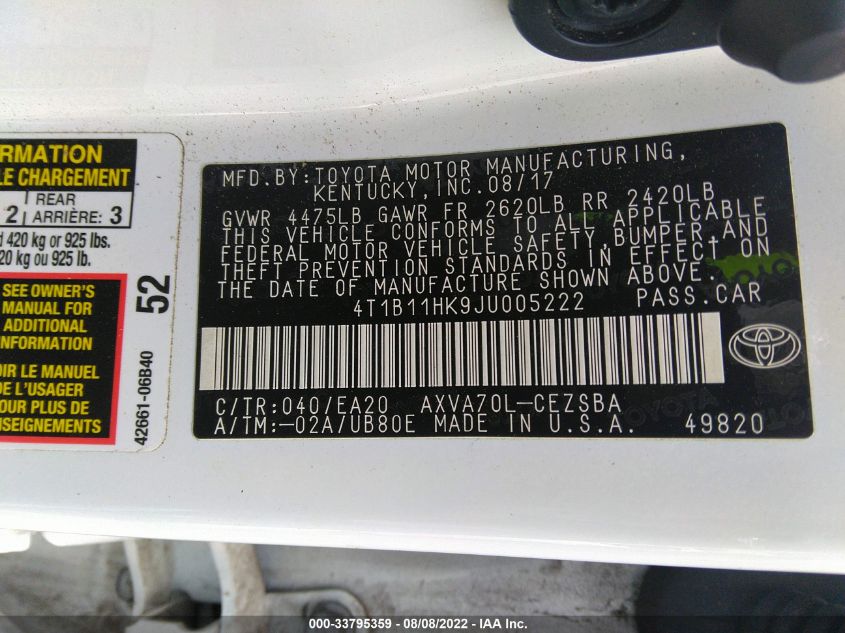 RMATION
LE CHARGEMENT
REAR
2 ARRIÈRE: 3
d 420 kg or 925 lbs.
20 kg ou 925 lb.
SEE OWNER'S
MANUAL FOR
ADDITIONAL
INFORMATION
OIR LE MANUEL
DE L'USAGER
POUR PLUS DE
NSEIGNEMENTS
52
42661-06B40
MFD. BY: TOYOTA MOTOR MANUFACTURING,
KENTUCKY, INC. 08/17
GVWR 4475LB GAWR FR 2620LB RR 2420LB
THIS VEHICLE CONFORMS TO ALL APPLICABLE
FEDERAL MOTOR VEHICLE SAFETY, BUMPER, AND
THEFT PREVENTION STANDARDS IN EFFECT ON
THE DATE OF MANUFACTURE SHOWN ABOVE.
4T1B11HK9JU005222 PASS. CAR
C/TR: 040/EA20 AXVA70L-CEZSBA
A/TM: -02A/UB80E MADE IN U.S.A. 49820
000-33795359 - 08/08/2022 - IAA Inc.